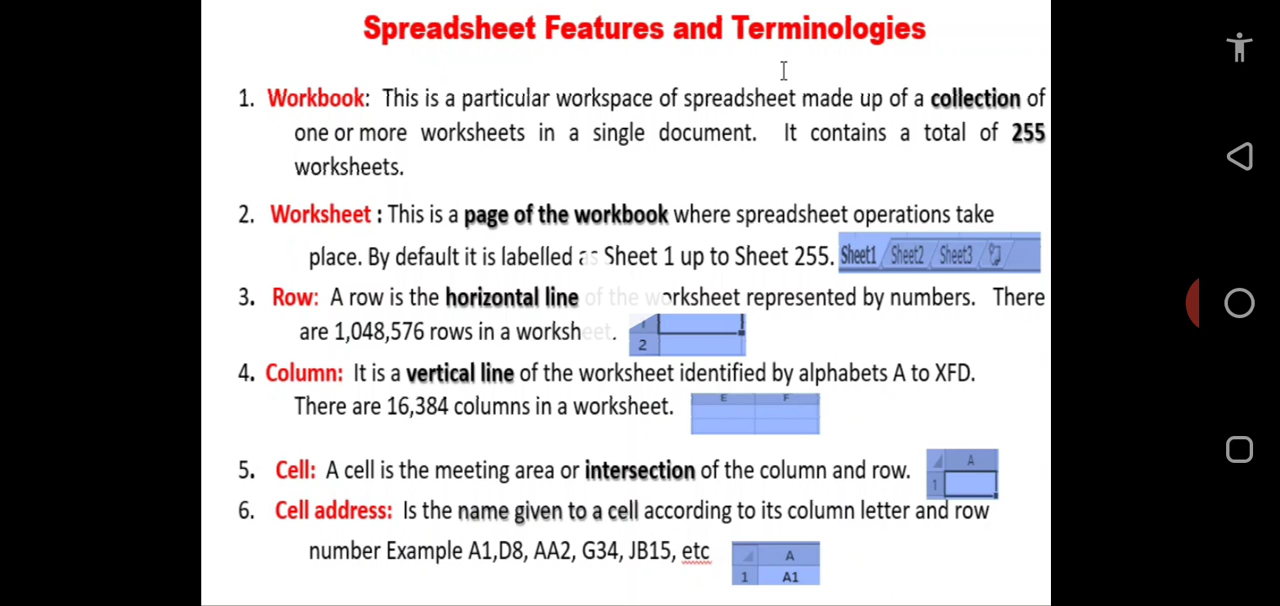 Spreadsheet Features and Terminologies
1. Workbook: This is a particular workspace of spreadsheet made up of a collection of
one or more worksheets in a single document. It contains a total of 255
worksheets.
2. Worksheet : This is a page of the workbook where spreadsheet operations take
place. By default it is labelled as Sheet 1 up to Sheet 255. Sheet1 Sheet2 Sheet3
3. Row: A row is the horizontal line of the worksheet represented by numbers. There
are 1,048,576 rows in a worksheet.
2
4. Column: It is a vertical line of the worksheet identified by alphabets A to XFD.
There are 16,384 columns in a worksheet.
E F
5. Cell: A cell is the meeting area or intersection of the column and row.
A
1
6. Cell address: Is the name given to a cell according to its column letter and row
number Example A1,D8, AA2, G34, JB15, etc
A
1 A1